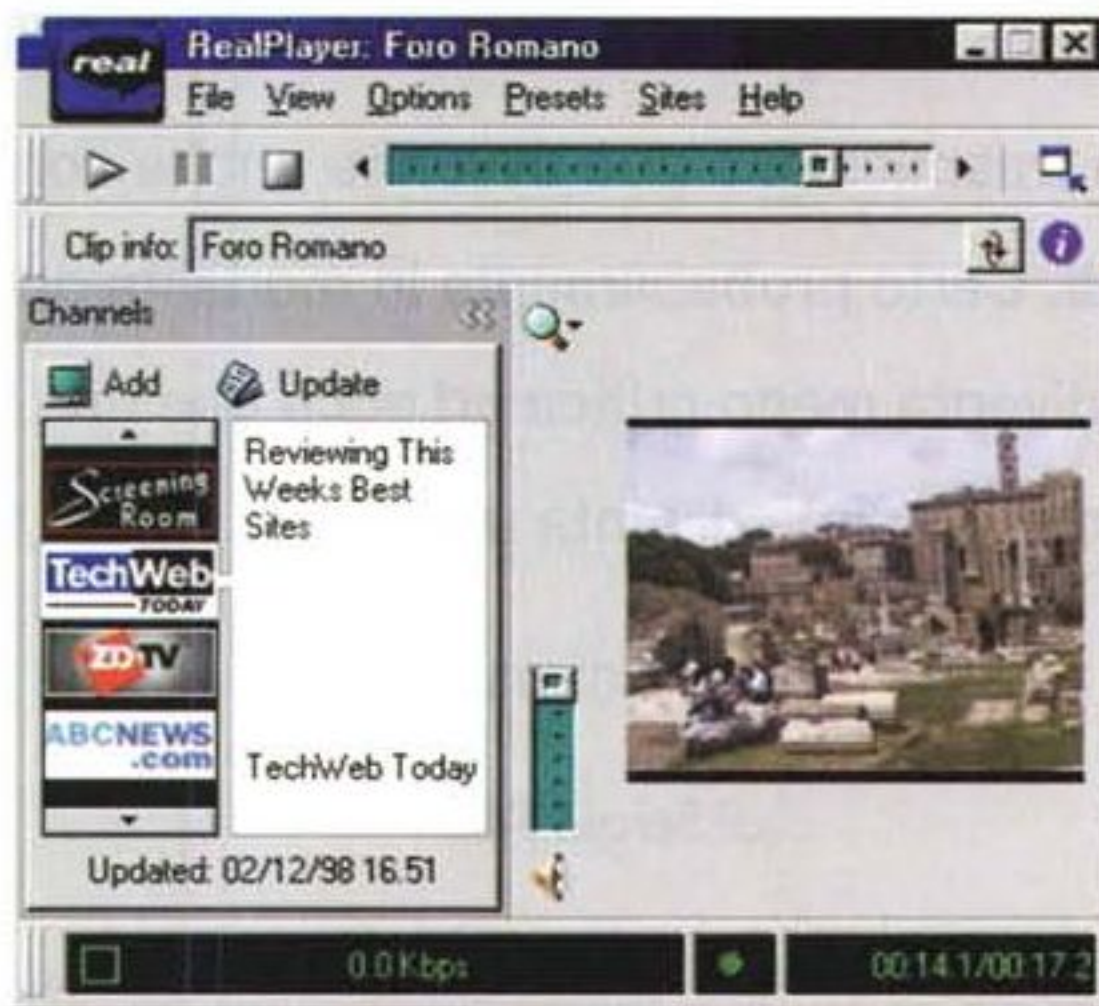 real
RealPlayer: Foro Romano
File View Options Presets Sites Help
Clip info: Foro Romano
Channels
Add Update
Screening
Room
TechWeb
TODAY
ZDTV
ABCNEWS
.com
Reviewing This
Weeks Best
Sites
TechWeb Today
Updated: 02/12/98 16.51
0.0 Kbps
00:14.1/00:17.2